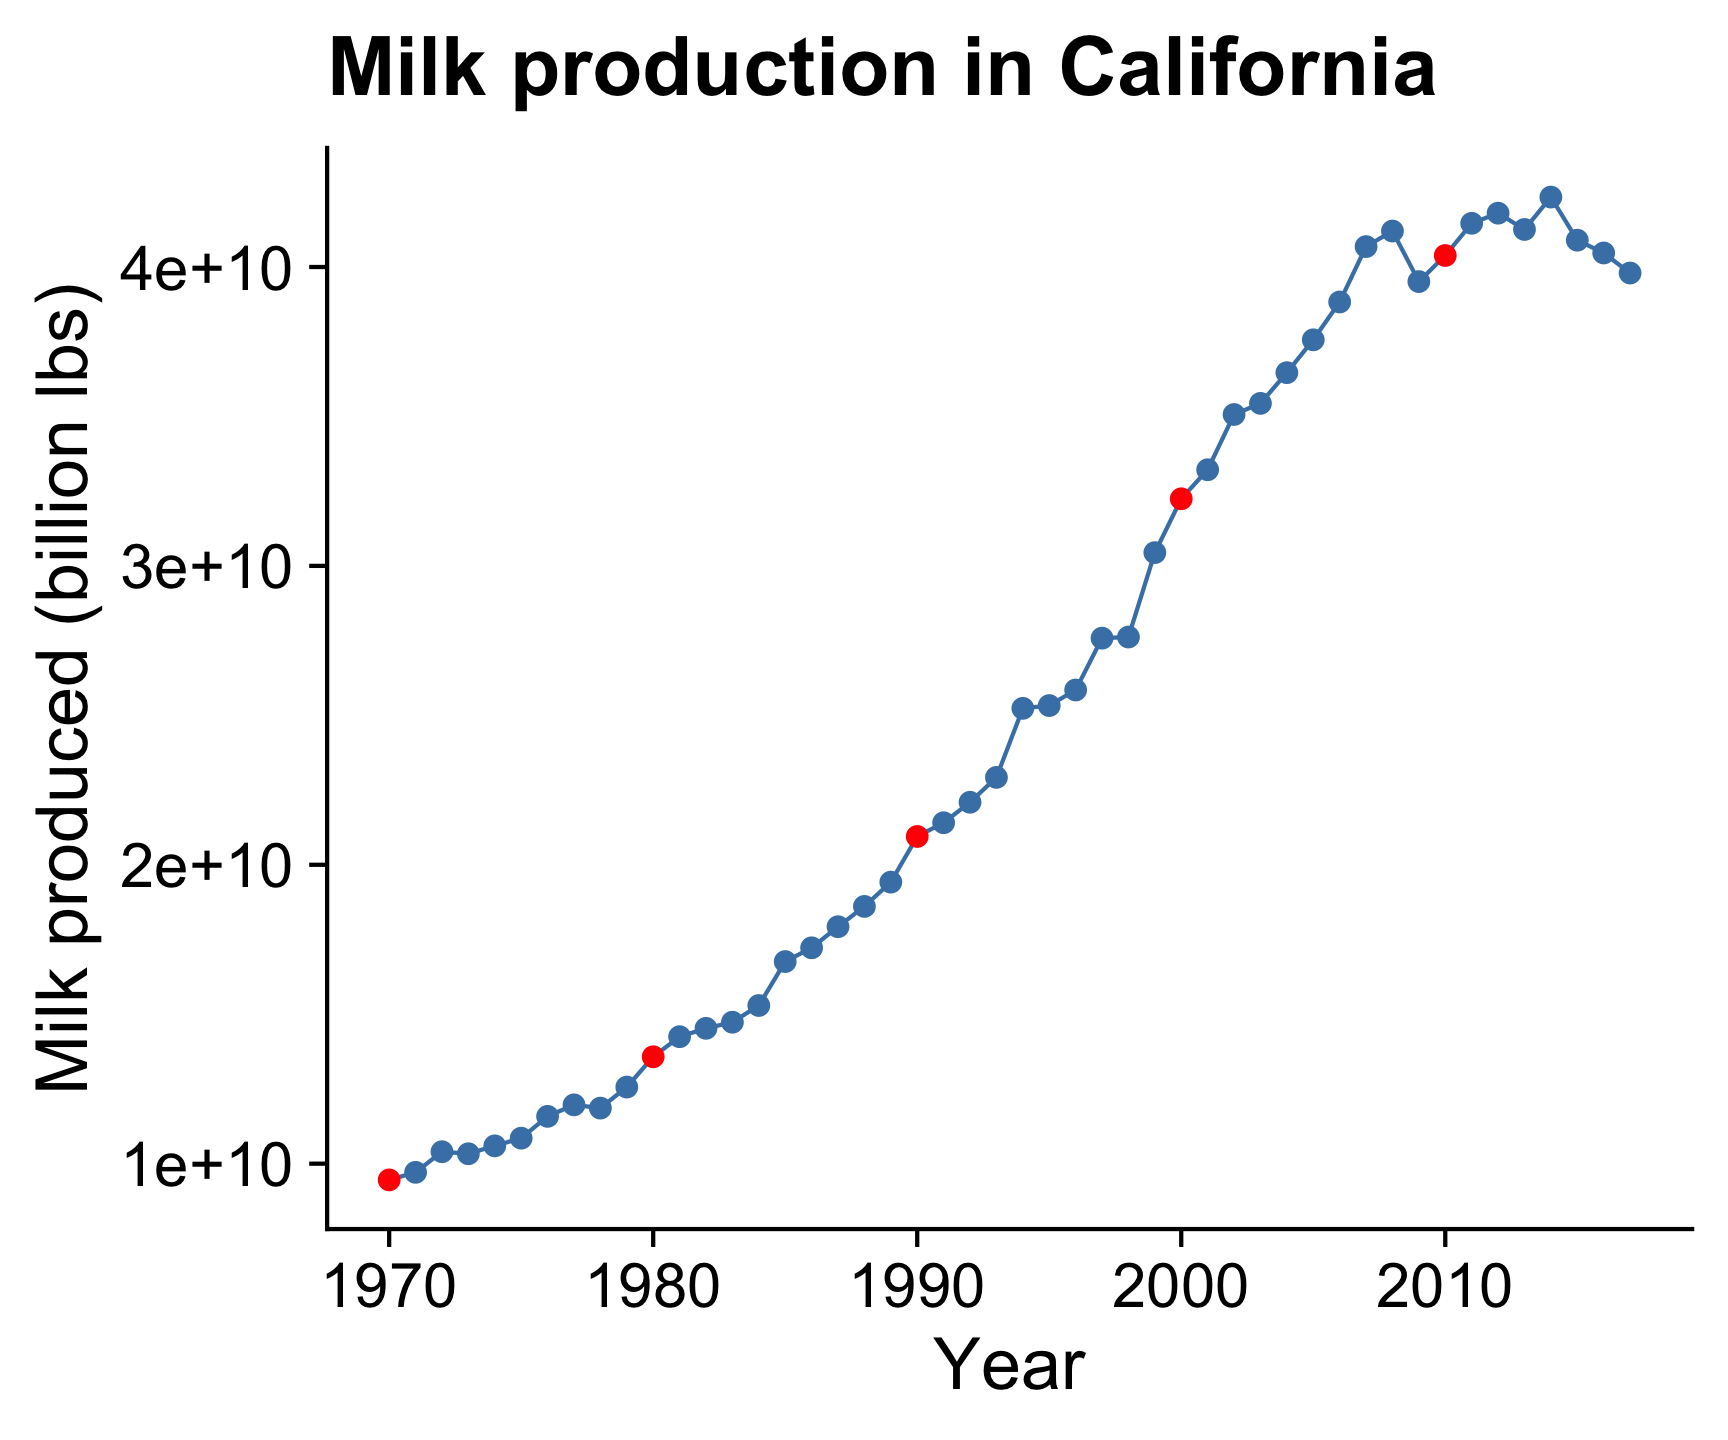 Milk production in California
Milk produced (billion lbs)
4e+10
3e+10
2e+10
1e+10
1970 1980 1990 2000 2010
Year